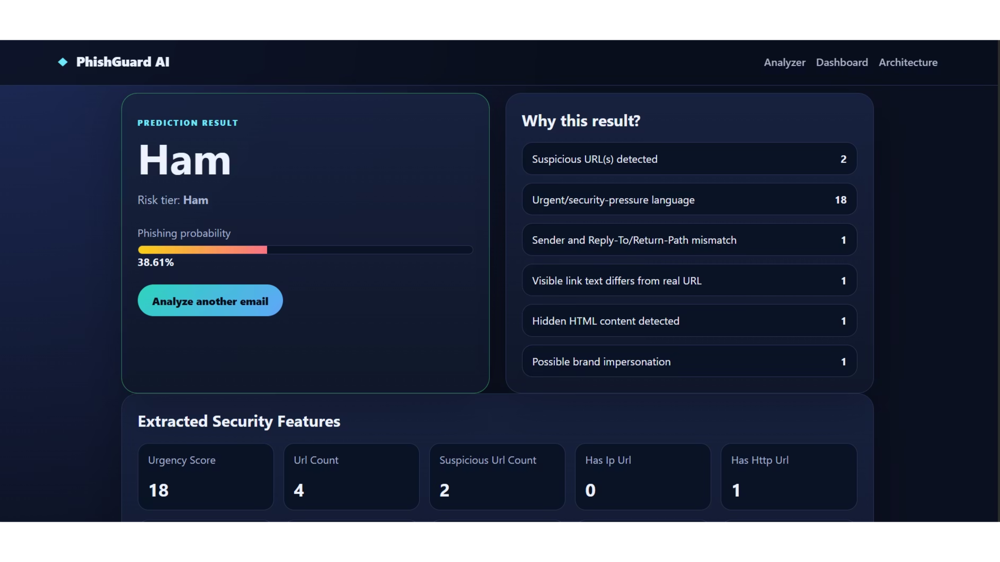 PhishGuard AI
Analyzer Dashboard Architecture
PREDICTION RESULT
Ham
Risk tier: Ham
Phishing probability
38.61%
Analyze another email
Why this result?
Suspicious URL(s) detected 2
Urgent/security-pressure language 18
Sender and Reply-To/Return-Path mismatch 1
Visible link text differs from real URL 1
Hidden HTML content detected 1
Possible brand impersonation 1
Extracted Security Features
Urgency Score
18
Url Count
4
Suspicious Url Count
2
Has Ip Url
0
Has Http Url
1